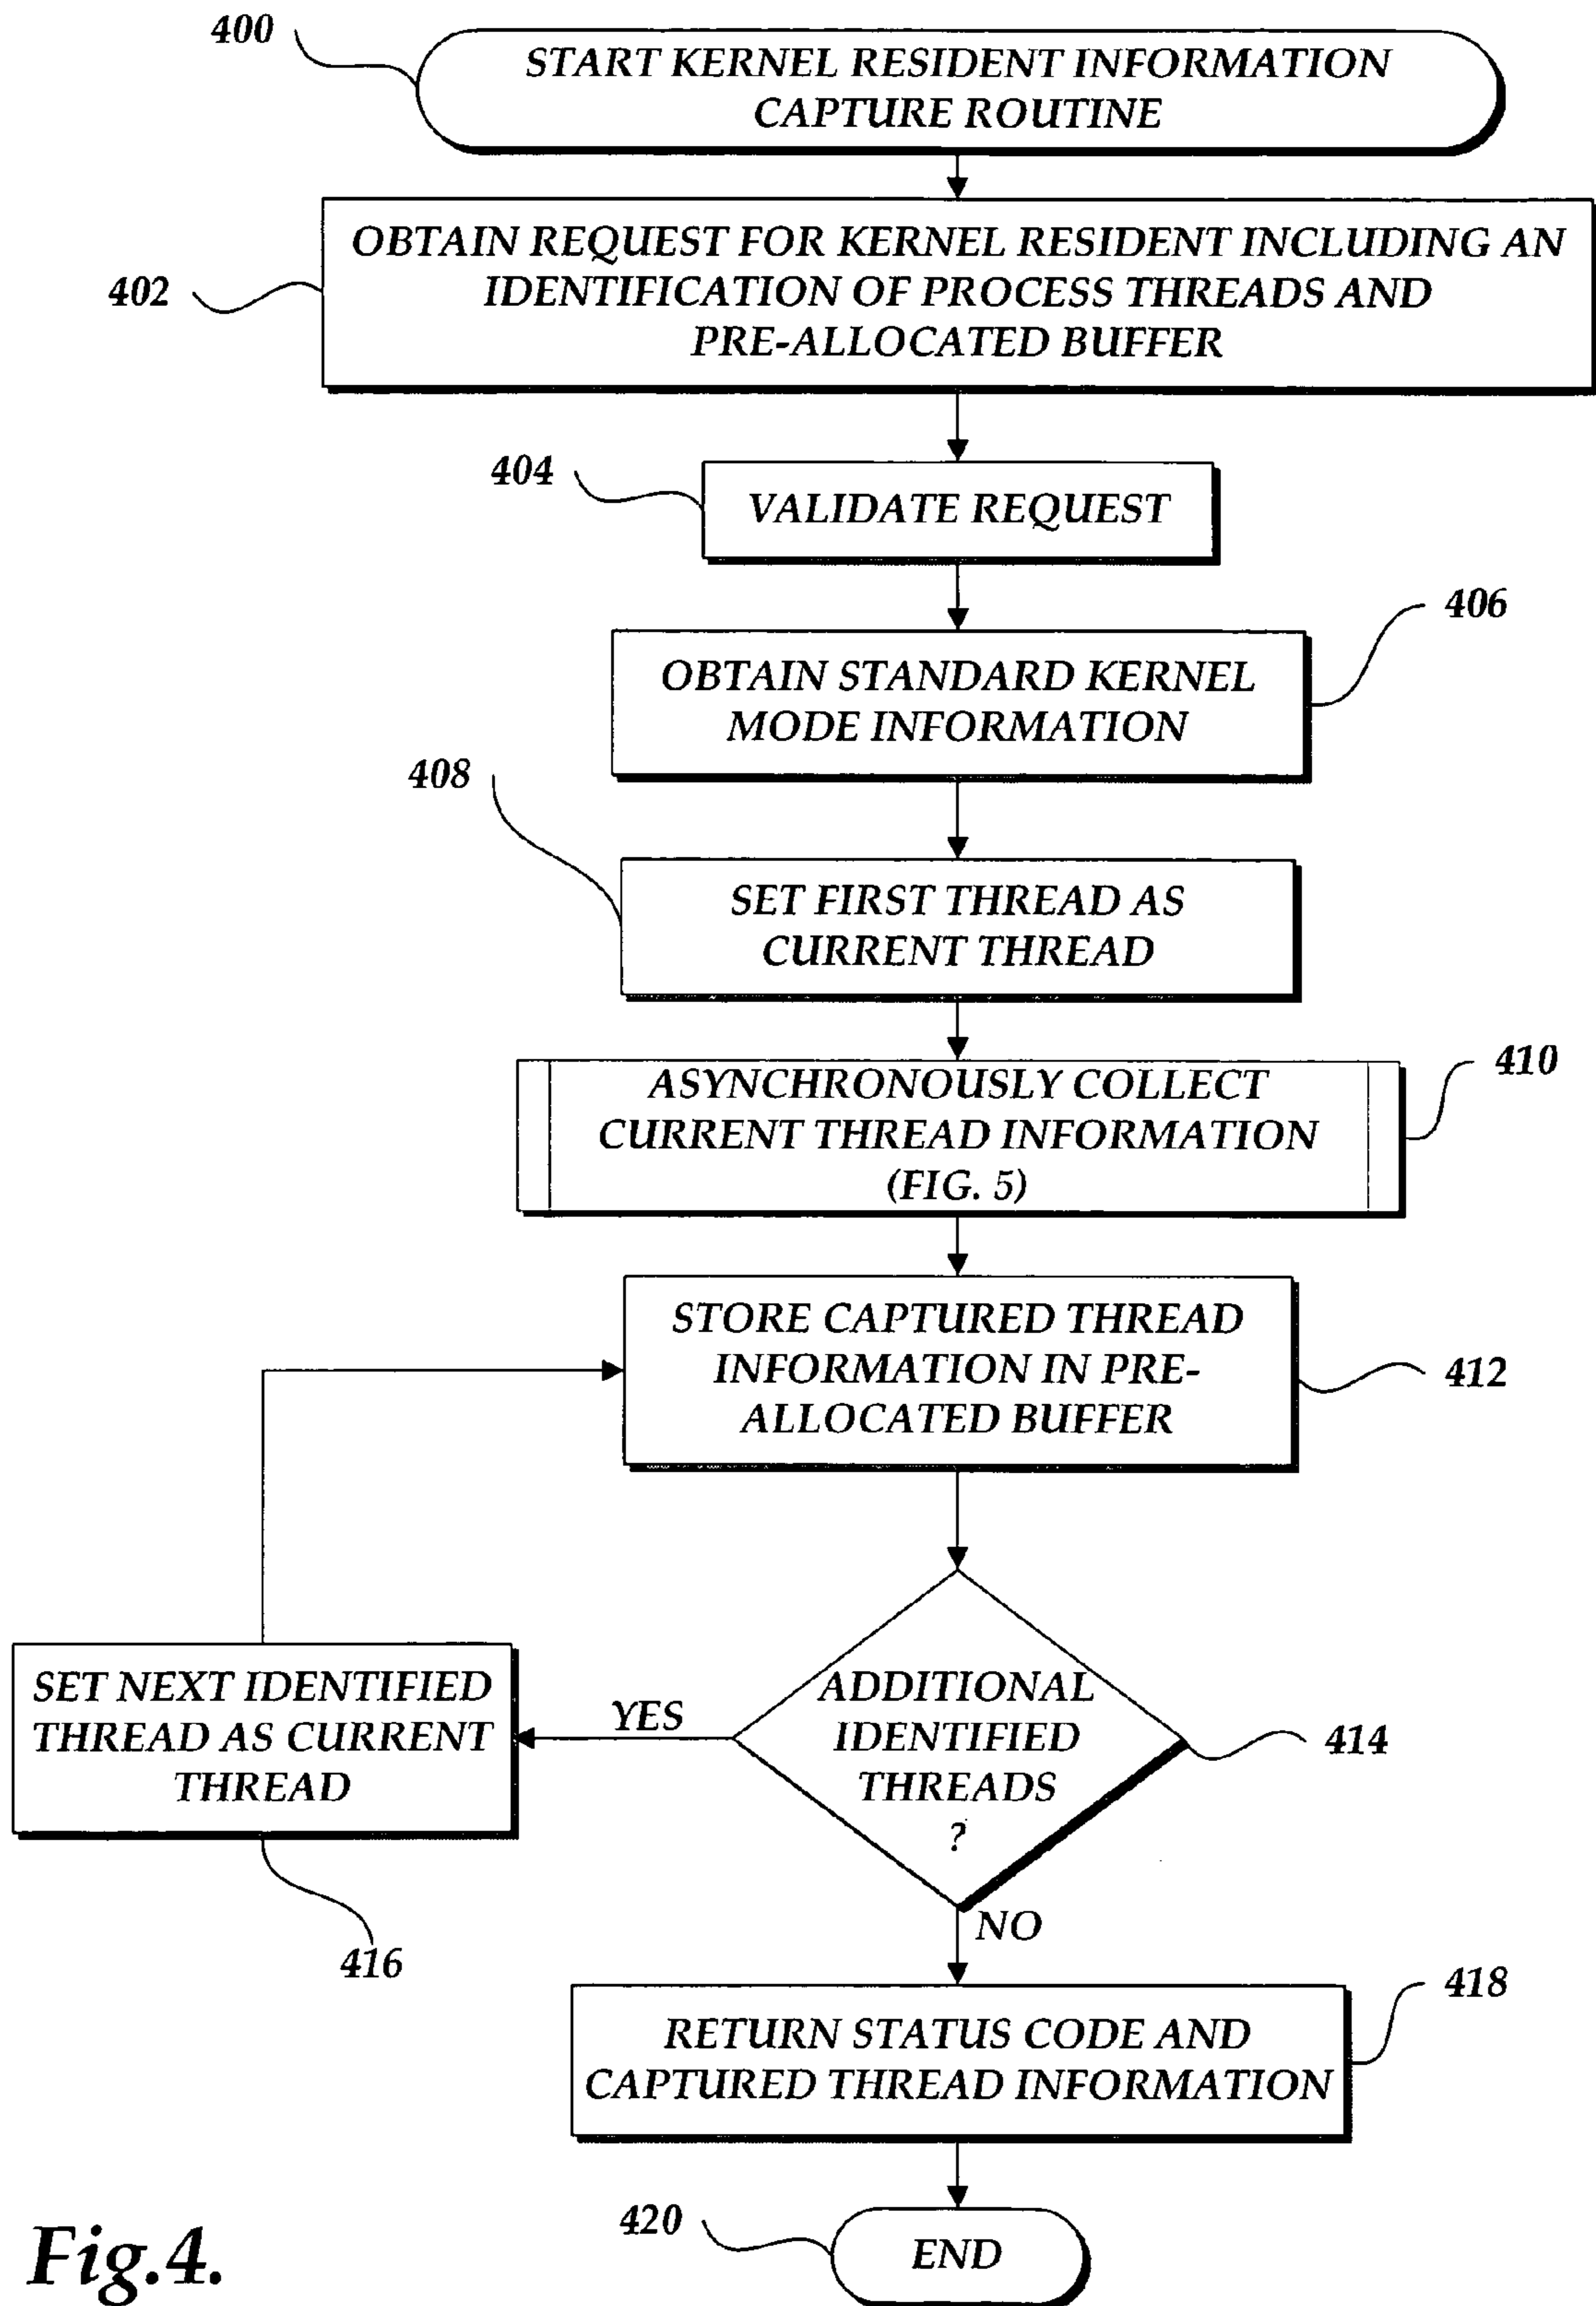 400
START KERNEL RESIDENT INFORMATION
CAPTURE ROUTINE
OBTAIN REQUEST FOR KERNEL RESIDENT INCLUDING AN
IDENTIFICATION OF PROCESS THREADS AND
PRE-ALLOCATED BUFFER
402
404
VALIDATE REQUEST
406
OBTAIN STANDARD KERNEL
MODE INFORMATION
408
SET FIRST THREAD AS
CURRENT THREAD
410
ASYNCHRONOUSLY COLLECT
CURRENT THREAD INFORMATION
(FIG. 5)
STORE CAPTURED THREAD
INFORMATION IN PRE-
ALLOCATED BUFFER
412
ADDITIONAL
IDENTIFIED
THREADS
?
414
YES
SET NEXT IDENTIFIED
THREAD AS CURRENT
THREAD
416
NO
418
RETURN STATUS CODE AND
CAPTURED THREAD INFORMATION
420
END
Fig.4.